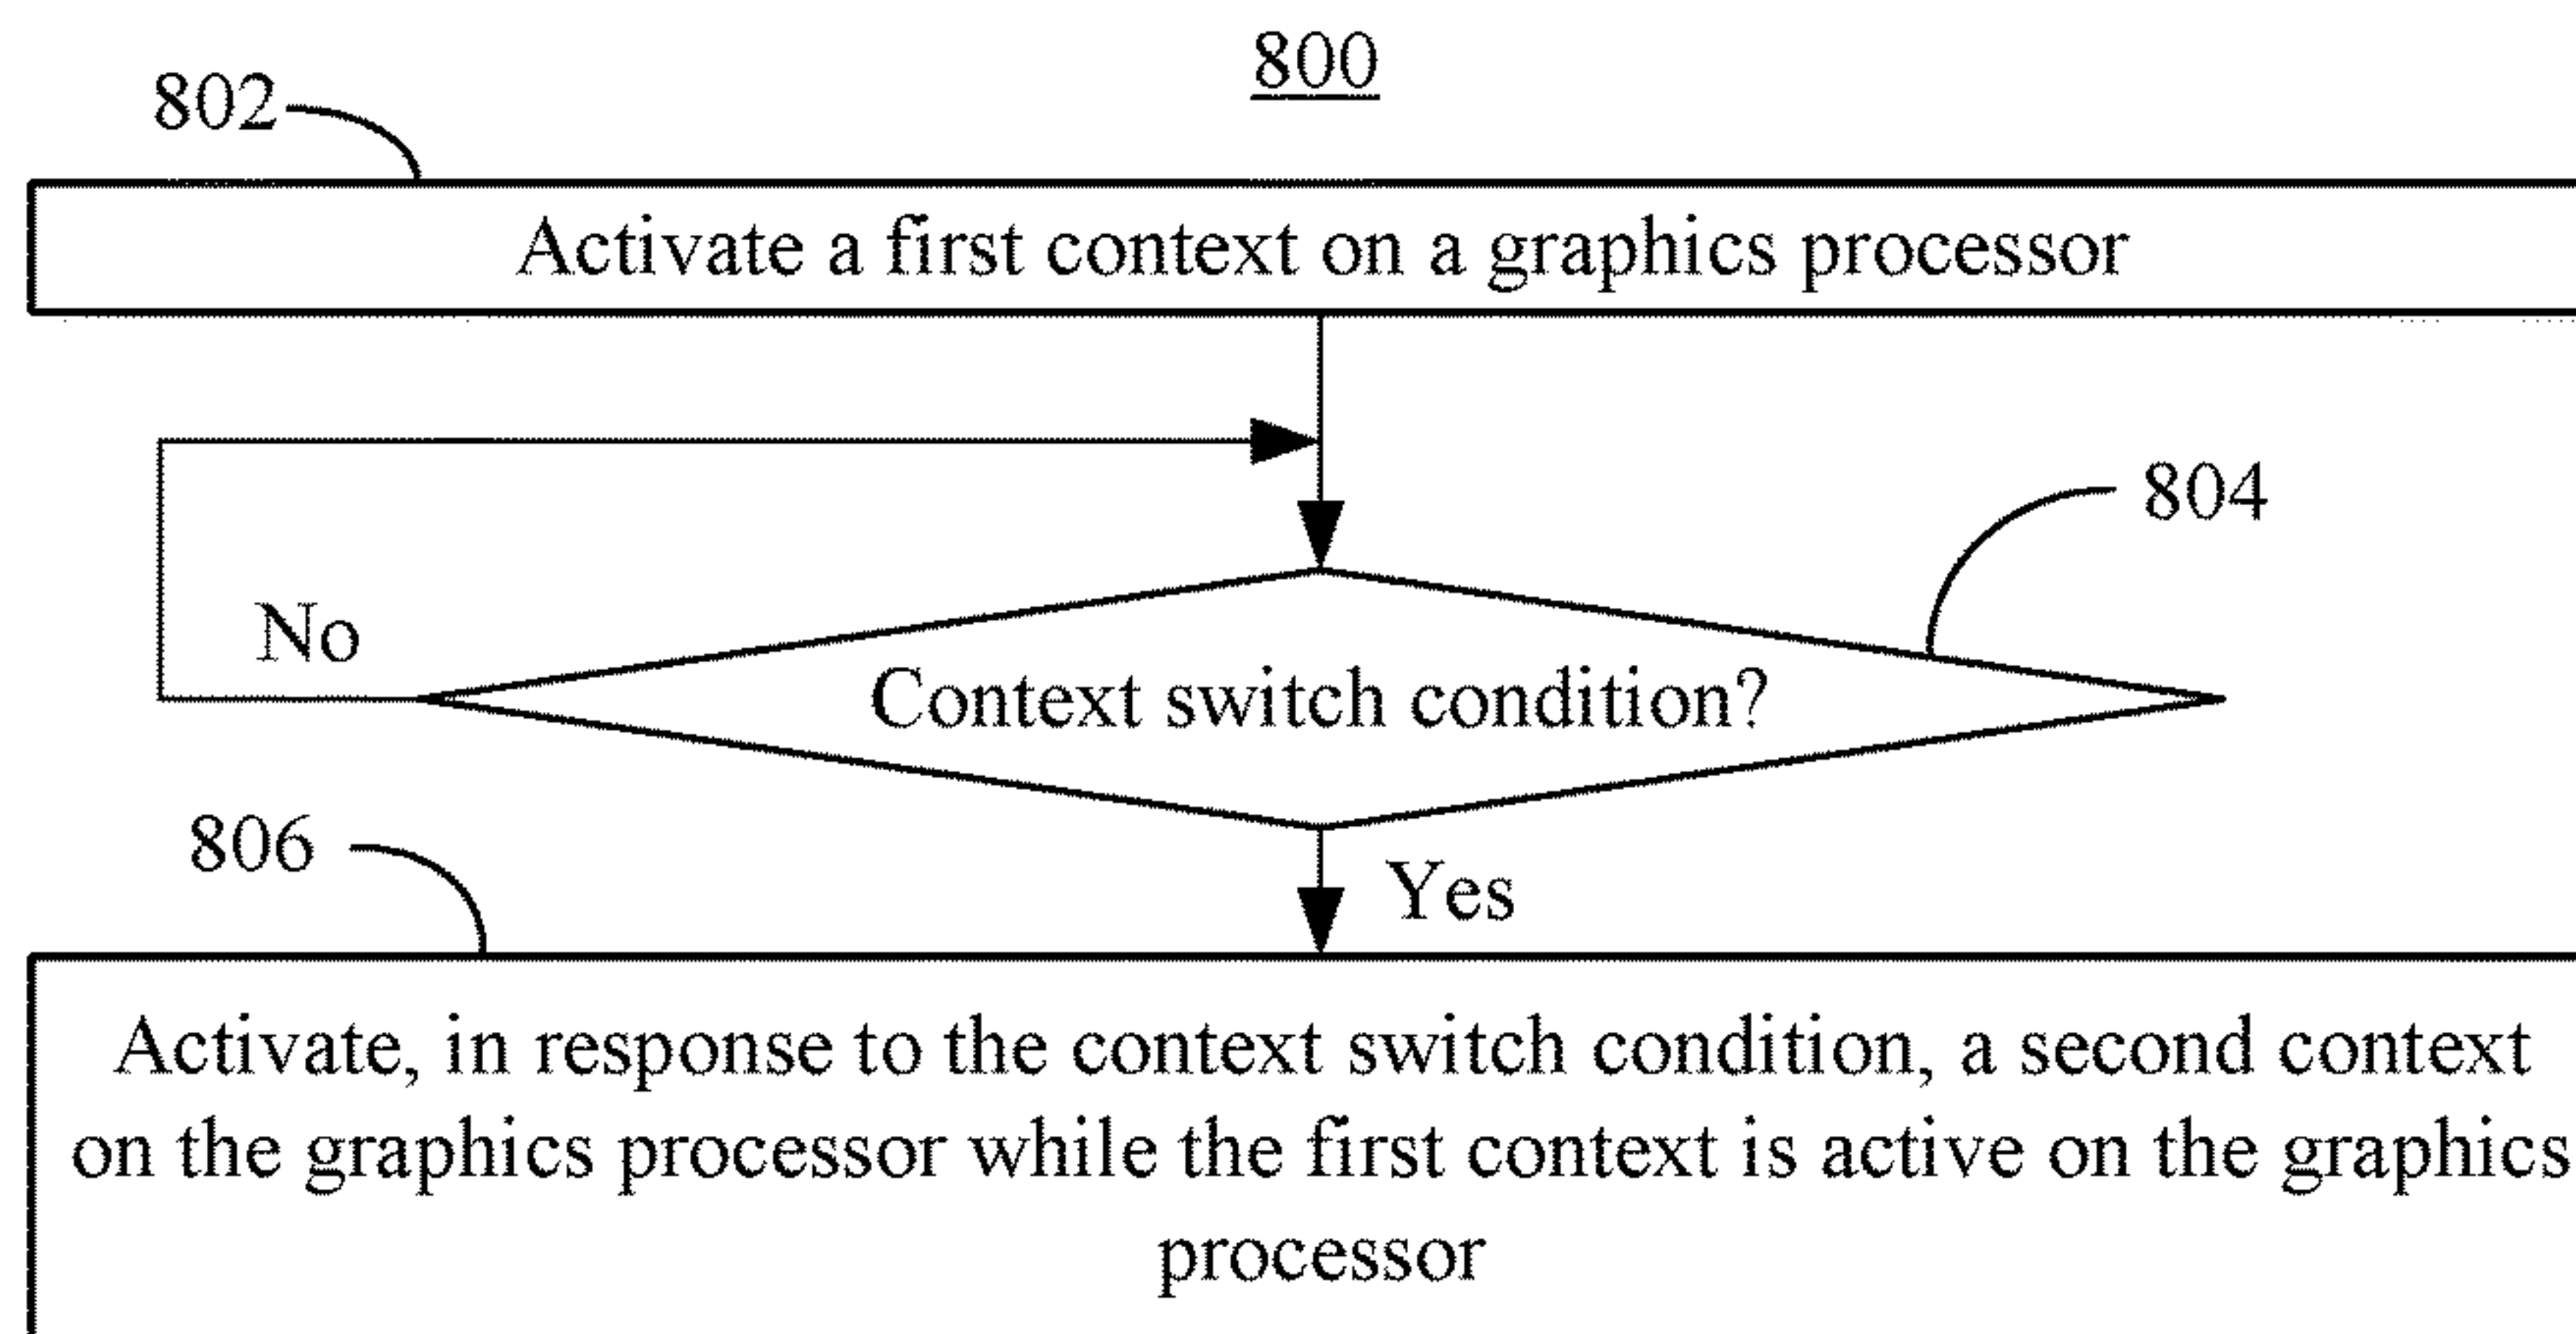 800
802
Activate a first context on a graphics processor
804
No
Context switch condition?
806
Yes
Activate, in response to the context switch condition, a second context
on the graphics processor while the first context is active on the graphics
processor